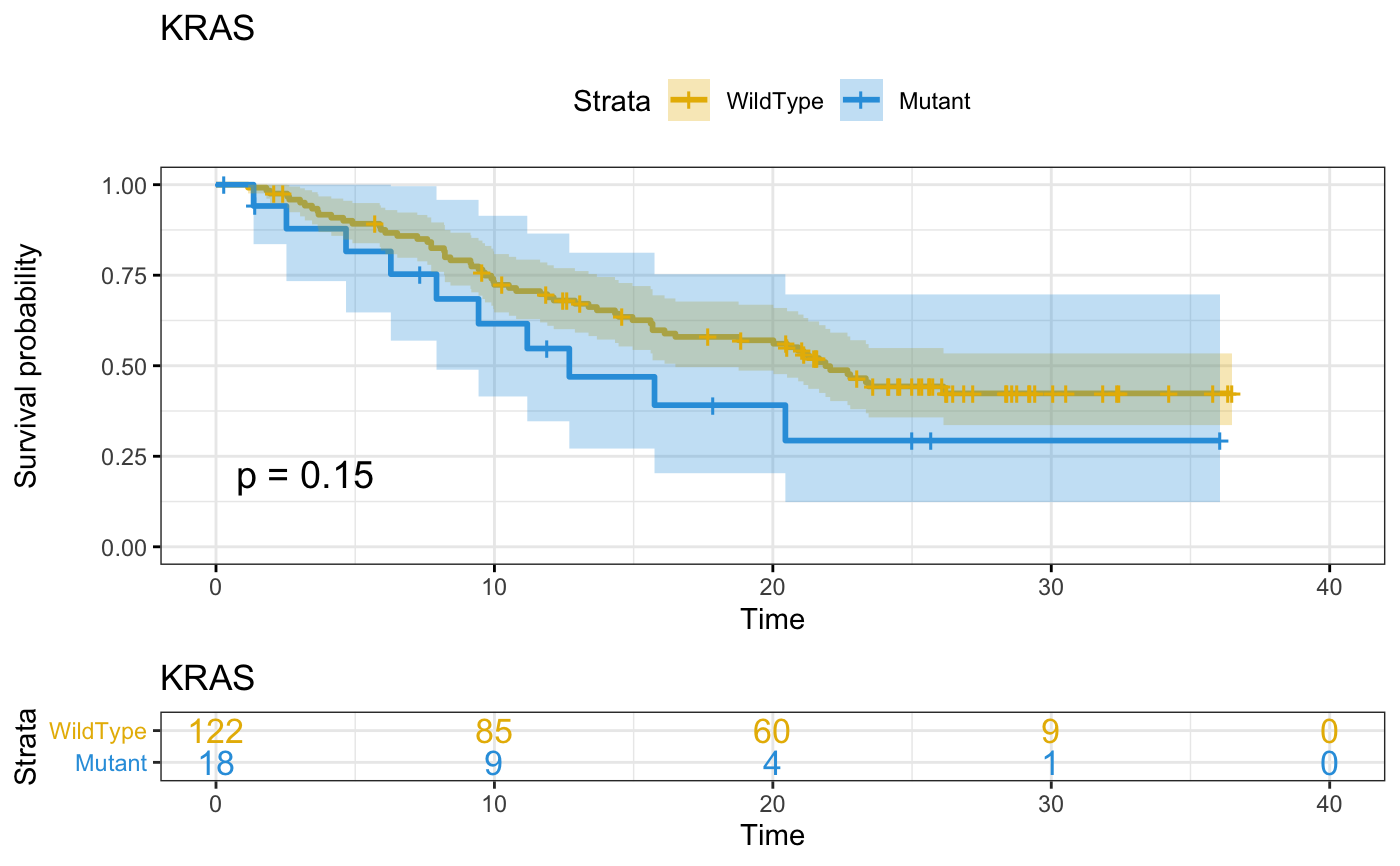 KRAS
Strata WildType Mutant
Survival probability
1.00
0.75
0.50
0.25
0.00
p = 0.15
0 10 20 30 40
Time
KRAS
Strata
WildType 122 85 60 9 0
Mutant 18 9 4 1 0
0 10 20 30 40
Time